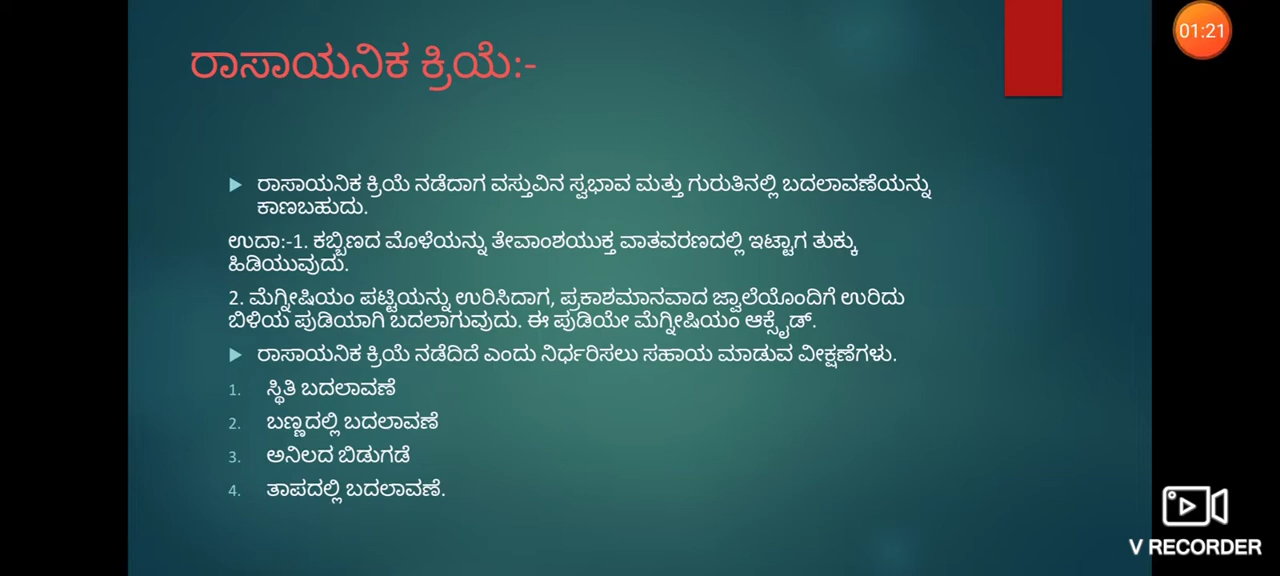 01:21
ರಾಸಾಯನಿಕ ಕ್ರಿಯೆ:-
ರಾಸಾಯನಿಕ ಕ್ರಿಯೆ ನಡೆದಾಗ ವಸ್ತುವಿನ ಸ್ವಭಾವ ಮತ್ತು ಗುರುತಿನಲ್ಲಿ ಬದಲಾವಣೆಯನ್ನು
ಕಾಣಬಹುದು.
ಉದಾ:-1. ಕಬ್ಬಿಣದ ಮೊಳೆಯನ್ನು ತೇವಾಂಶಯುಕ್ತ ವಾತವರಣದಲ್ಲಿ ಇಟ್ಟಾಗ ತುಕ್ಕು
ಹಿಡಿಯುವುದು.
2. ಮೆಗ್ನೀಷಿಯಂ ಪಟ್ಟಿಯನ್ನು ಉರಿಸಿದಾಗ, ಪ್ರಕಾಶಮಾನವಾದ ಜ್ವಾಲೆಯೊಂದಿಗೆ ಉರಿದು
ಬಿಳಿಯ ಪುಡಿಯಾಗಿ ಬದಲಾಗುವುದು. ಈ ಪುಡಿಯೇ ಮೆಗ್ನೀಷಿಯಂ ಆಕ್ಸೈಡ್.
ರಾಸಾಯನಿಕ ಕ್ರಿಯೆ ನಡೆದಿದೆ ಎಂದು ನಿರ್ಧರಿಸಲು ಸಹಾಯ ಮಾಡುವ ವೀಕ್ಷಣೆಗಳು.
1. ಸ್ಥಿತಿ ಬದಲಾವಣೆ
2. ಬಣ್ಣದಲ್ಲಿ ಬದಲಾವಣೆ
3. ಅನಿಲದ ಬಿಡುಗಡೆ
4. ತಾಪದಲ್ಲಿ ಬದಲಾವಣೆ.
V RECORDER